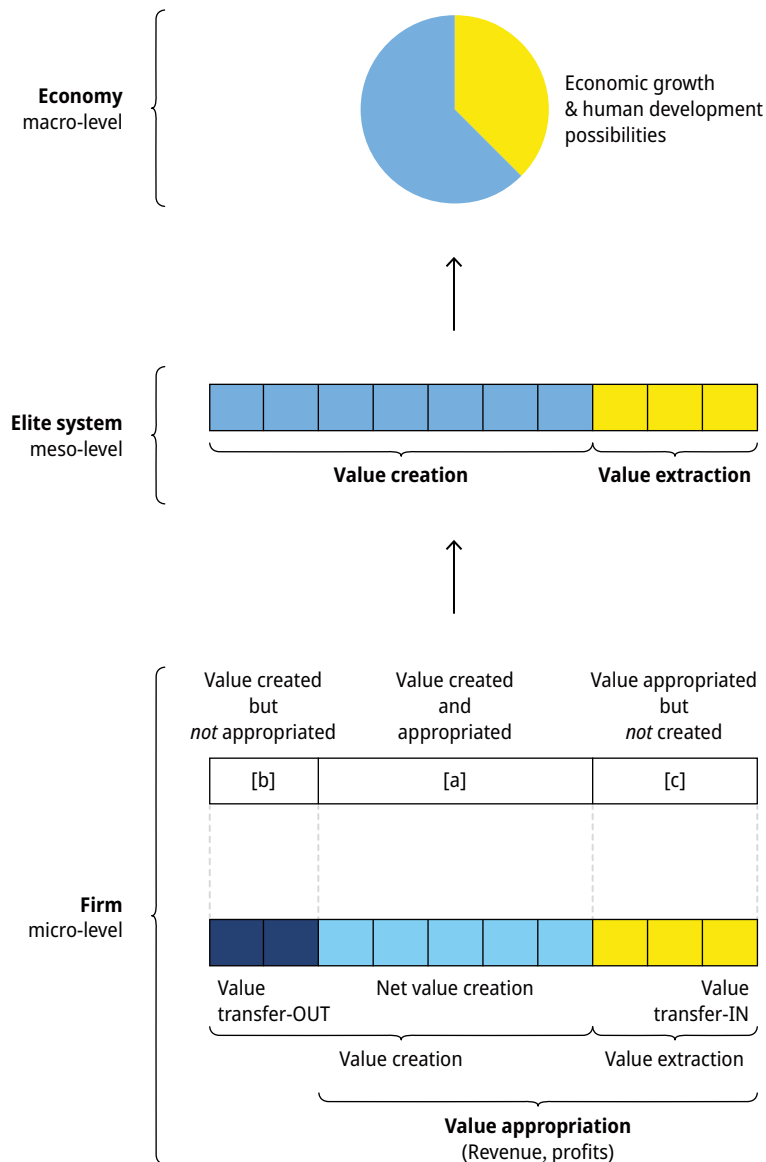 Economy
macro-level
Economic growth
& human development
possibilities
Elite system
meso-level
Value creation
Value extraction
Value created
but
not appropriated
Value created
and
appropriated
Value appropriated
but
not created
[b]
[a]
[c]
Firm
micro-level
Value
transfer-OUT
Net value creation
Value
transfer-IN
Value creation
Value extraction
Value appropriation
(Revenue, profits)